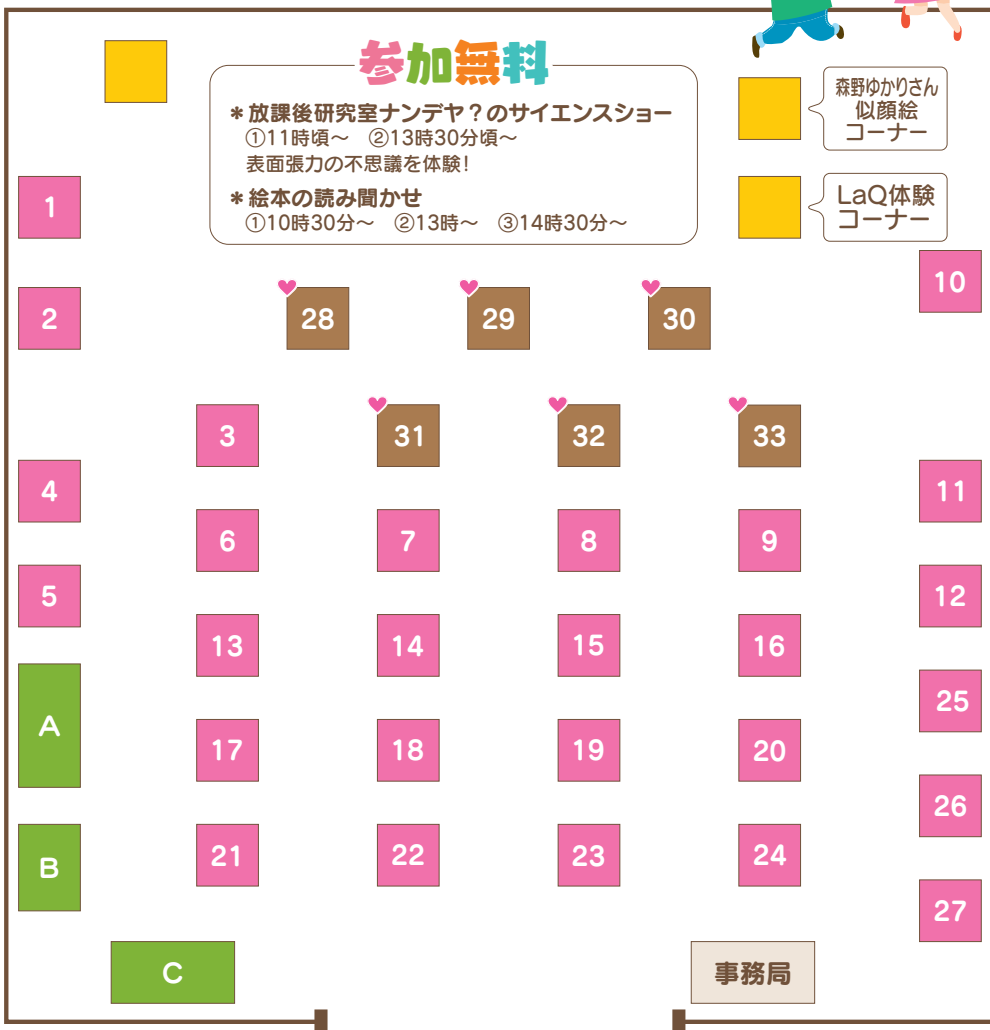 参加無料
＊放課後研究室ナンデヤ？のサイエンスショー
①11時頃～ ②13時30分頃～
表面張力の不思議を体験！
＊絵本の読み聞かせ
①10時30分～ ②13時～ ③14時30分～
森野ゆかりさん
似顔絵
コーナー
LaQ体験
コーナー
1
10
2
28
29
30
3
31
32
33
4
11
6
7
8
9
5
12
13
14
15
16
A
25
17
18
19
20
26
B
21
22
23
24
27
C
事務局